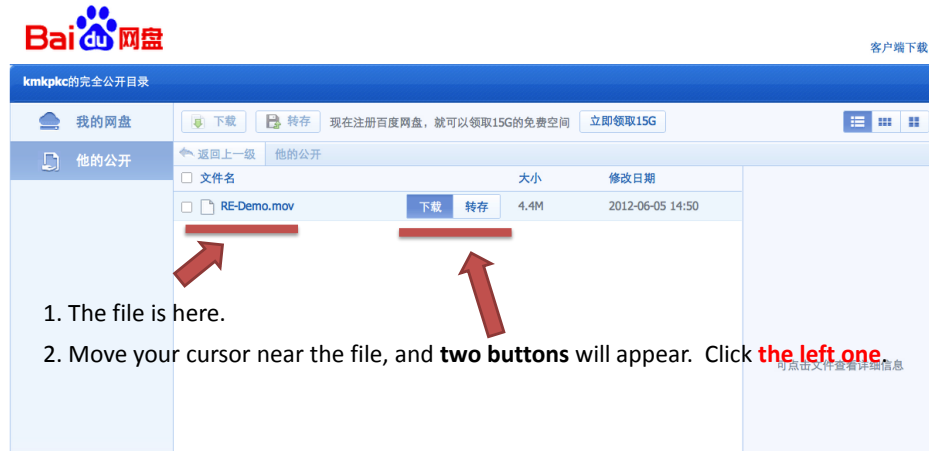 Baidu网盘
客户端下载
kmkpkc的完全公开目录
我的网盘
下载 转存 现在注册百度网盘，就可以领取15G的免费空间 立即领取15G
他的公开
返回上一级 他的公开
文件名 大小 修改日期
RE-Demo.mov 下载 转存 4.4M 2012-06-05 14:50
1. The file is here.
2. Move your cursor near the file, and two buttons will appear. Click the left one.
可点击文件查看详细信息